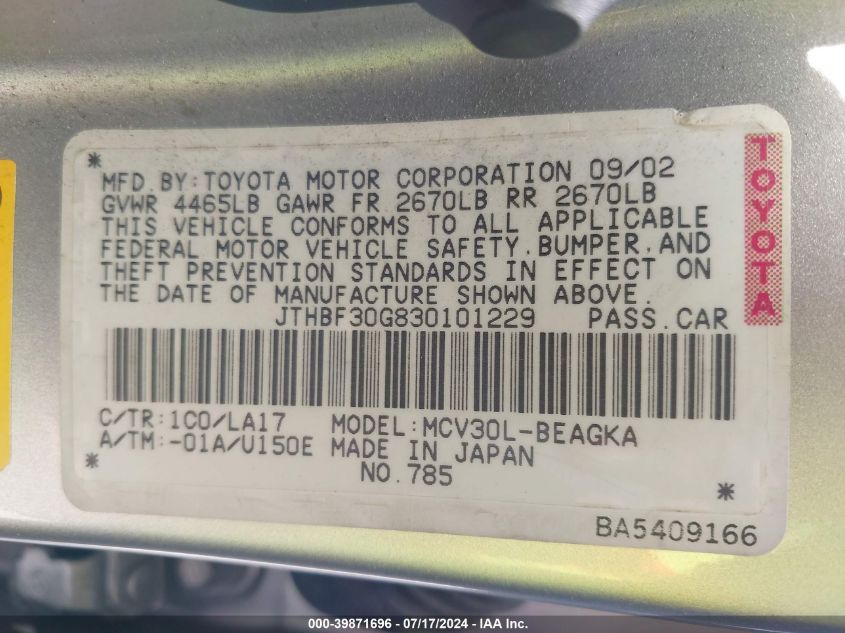 MFD. BY: TOYOTA MOTOR CORPORATION 09/02
GVWR 4465LB GAWR FR 2670LB RR 2670LB
THIS VEHICLE CONFORMS TO ALL APPLICABLE
FEDERAL MOTOR VEHICLE SAFETY, BUMPER, AND
THEFT PREVENTION STANDARDS IN EFFECT ON
THE DATE OF MANUFACTURE SHOWN ABOVE.
JTHBF30G830101229 PASS. CAR
C/TR: 1C0/LA17 MODEL: MCV30L-BEAGKA
A/TM: -01A/U150E MADE IN JAPAN
NO. 785
BA5409166
TOYOTA
000-39871696 - 07/17/2024 - IAA Inc.